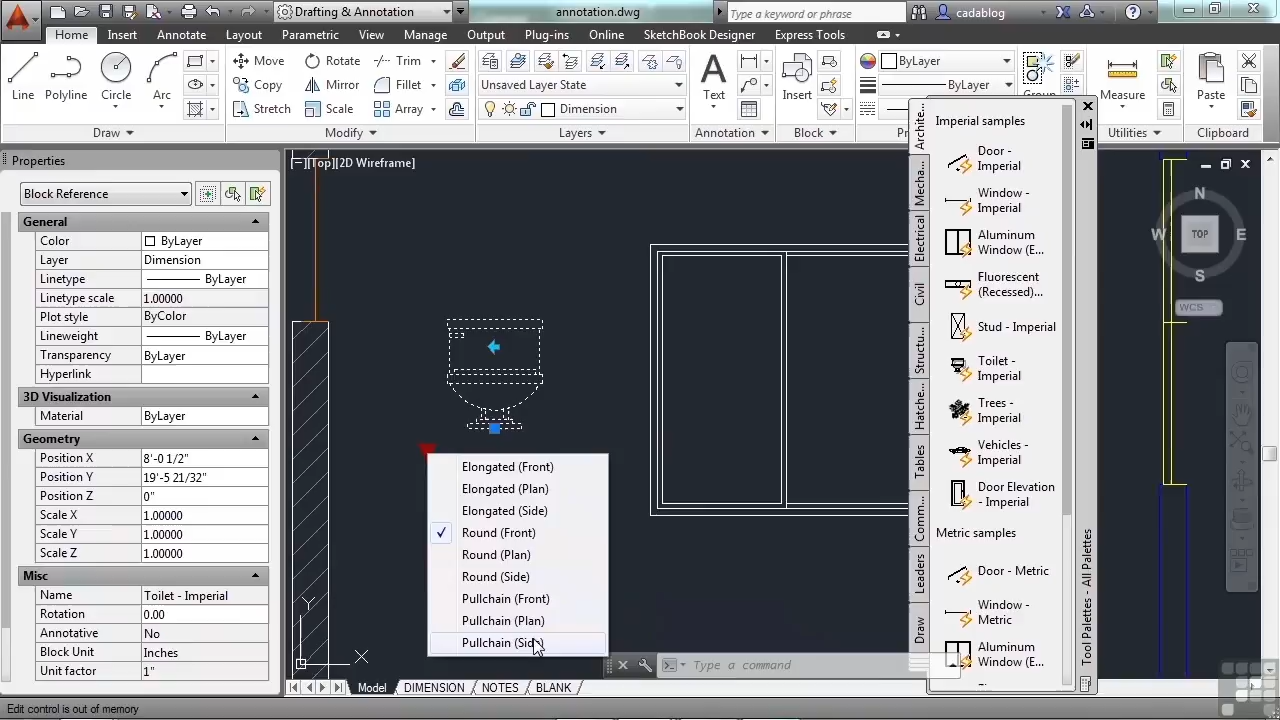 Drafting & Annotation
annotation.dwg
Type a keyword or phrase
cadablog
Home
Insert
Annotate
Layout
Parametric
View
Manage
Output
Plug-ins
Online
SketchBook Designer
Express Tools
Line
Polyline
Circle
Arc
Draw
Move
Rotate
Trim
Copy
Mirror
Fillet
Stretch
Scale
Array
Modify
Unsaved Layer State
Dimension
Layers
Text
Annotation
Insert
Block
ByLayer
ByLayer
Group
Measure
Utilities
Paste
Clipboard
Properties
Block Reference
General
Color ByLayer
Layer Dimension
Linetype ByLayer
Linetype scale 1.00000
Plot style ByColor
Lineweight ByLayer
Transparency ByLayer
Hyperlink
3D Visualization
Material ByLayer
Geometry
Position X 8'-0 1/2"
Position Y 19'-5 21/32"
Position Z 0"
Scale X 1.00000
Scale Y 1.00000
Scale Z 1.00000
Misc
Name Toilet - Imperial
Rotation 0.00
Annotative No
Block Unit Inches
Unit factor 1"
[−][Top][2D Wireframe]
Elongated (Front)
Elongated (Plan)
Elongated (Side)
Round (Front)
Round (Plan)
Round (Side)
Pullchain (Front)
Pullchain (Plan)
Pullchain (Side)
Y
X
Type a command
Model
DIMENSION
NOTES
BLANK
Archite...
Mecha...
Electrical
Civil
Structu...
Hatche...
Tables
Comm...
Leaders
Draw
Imperial samples
Door -
Imperial
Window -
Imperial
Aluminum
Window (E...
Fluorescent
(Recessed)...
Stud - Imperial
Toilet -
Imperial
Trees -
Imperial
Vehicles -
Imperial
Door Elevation
- Imperial
Metric samples
Door - Metric
Window -
Metric
Aluminum
Window (E...
Tool Palettes - All Palettes
N
W
TOP
E
S
WCS
Edit control is out of memory